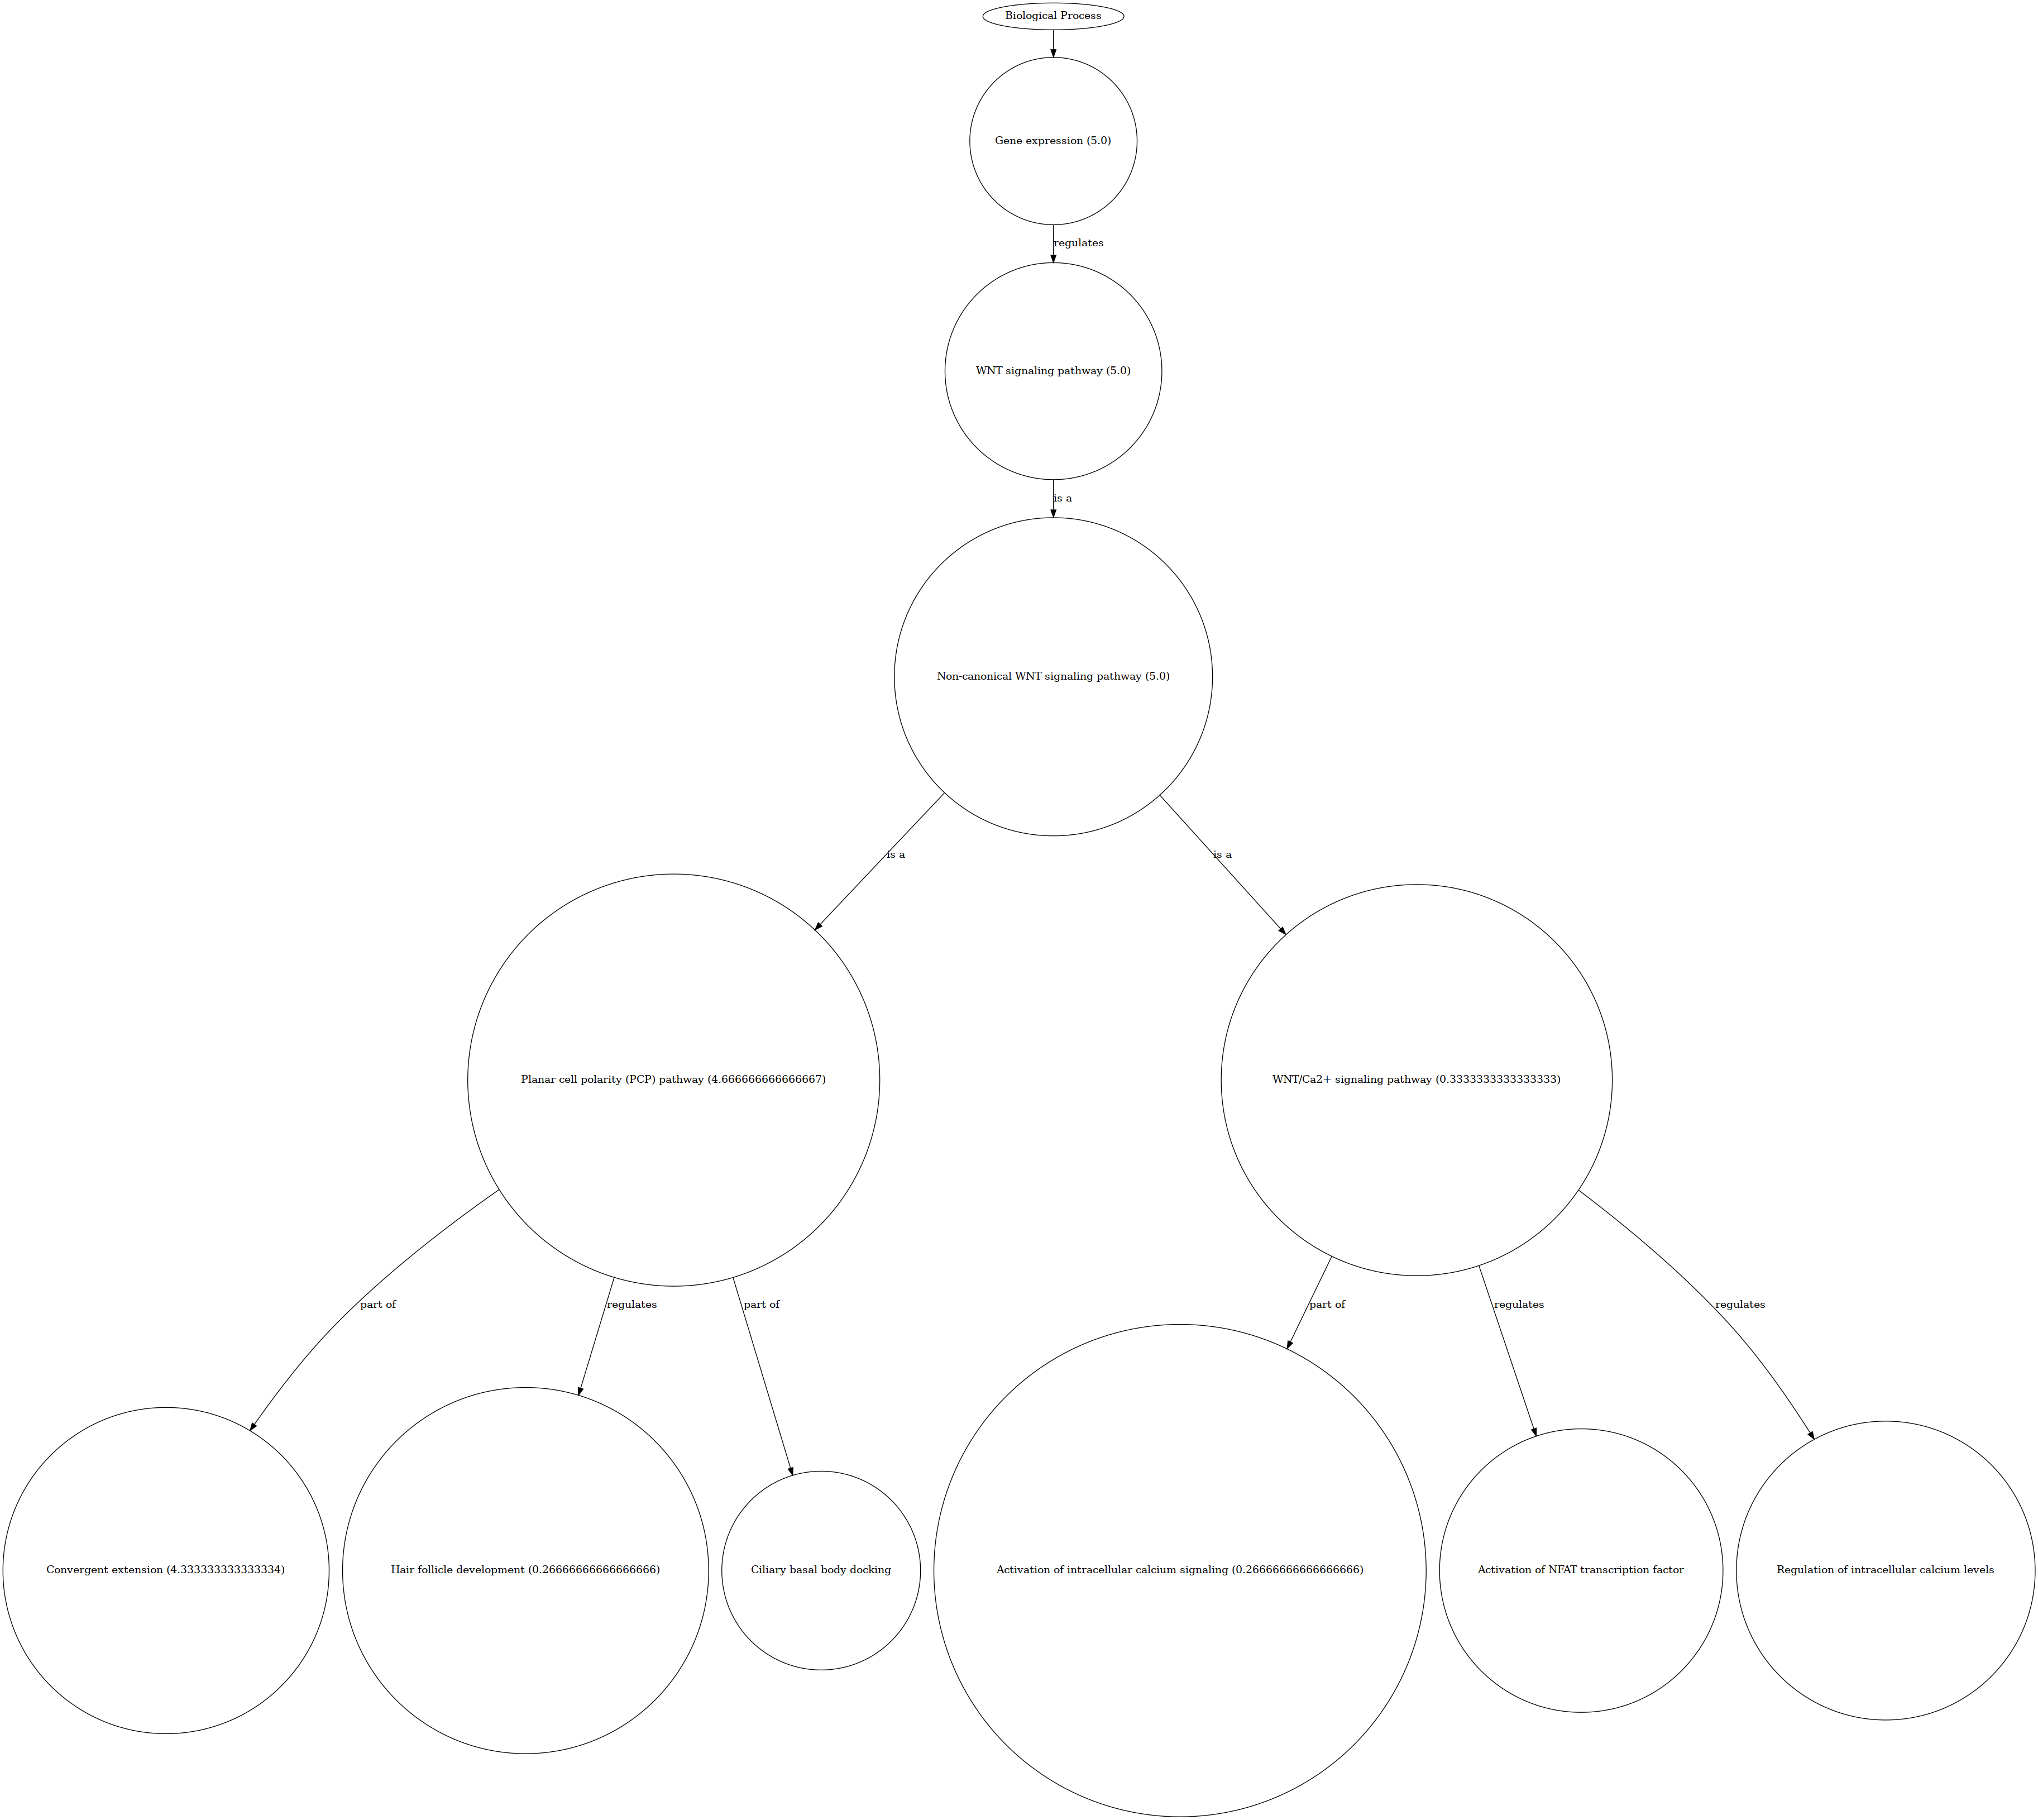 Biological Process
Gene expression (5.0)
regulates
WNT signaling pathway (5.0)
is a
Non-canonical WNT signaling pathway (5.0)
is a
is a
Planar cell polarity (PCP) pathway (4.666666666666667)
WNT/Ca2+ signaling pathway (0.3333333333333333)
part of
regulates
part of
part of
regulates
regulates
Convergent extension (4.333333333333334)
Hair follicle development (0.26666666666666666)
Ciliary basal body docking
Activation of intracellular calcium signaling (0.26666666666666666)
Activation of NFAT transcription factor
Regulation of intracellular calcium levels